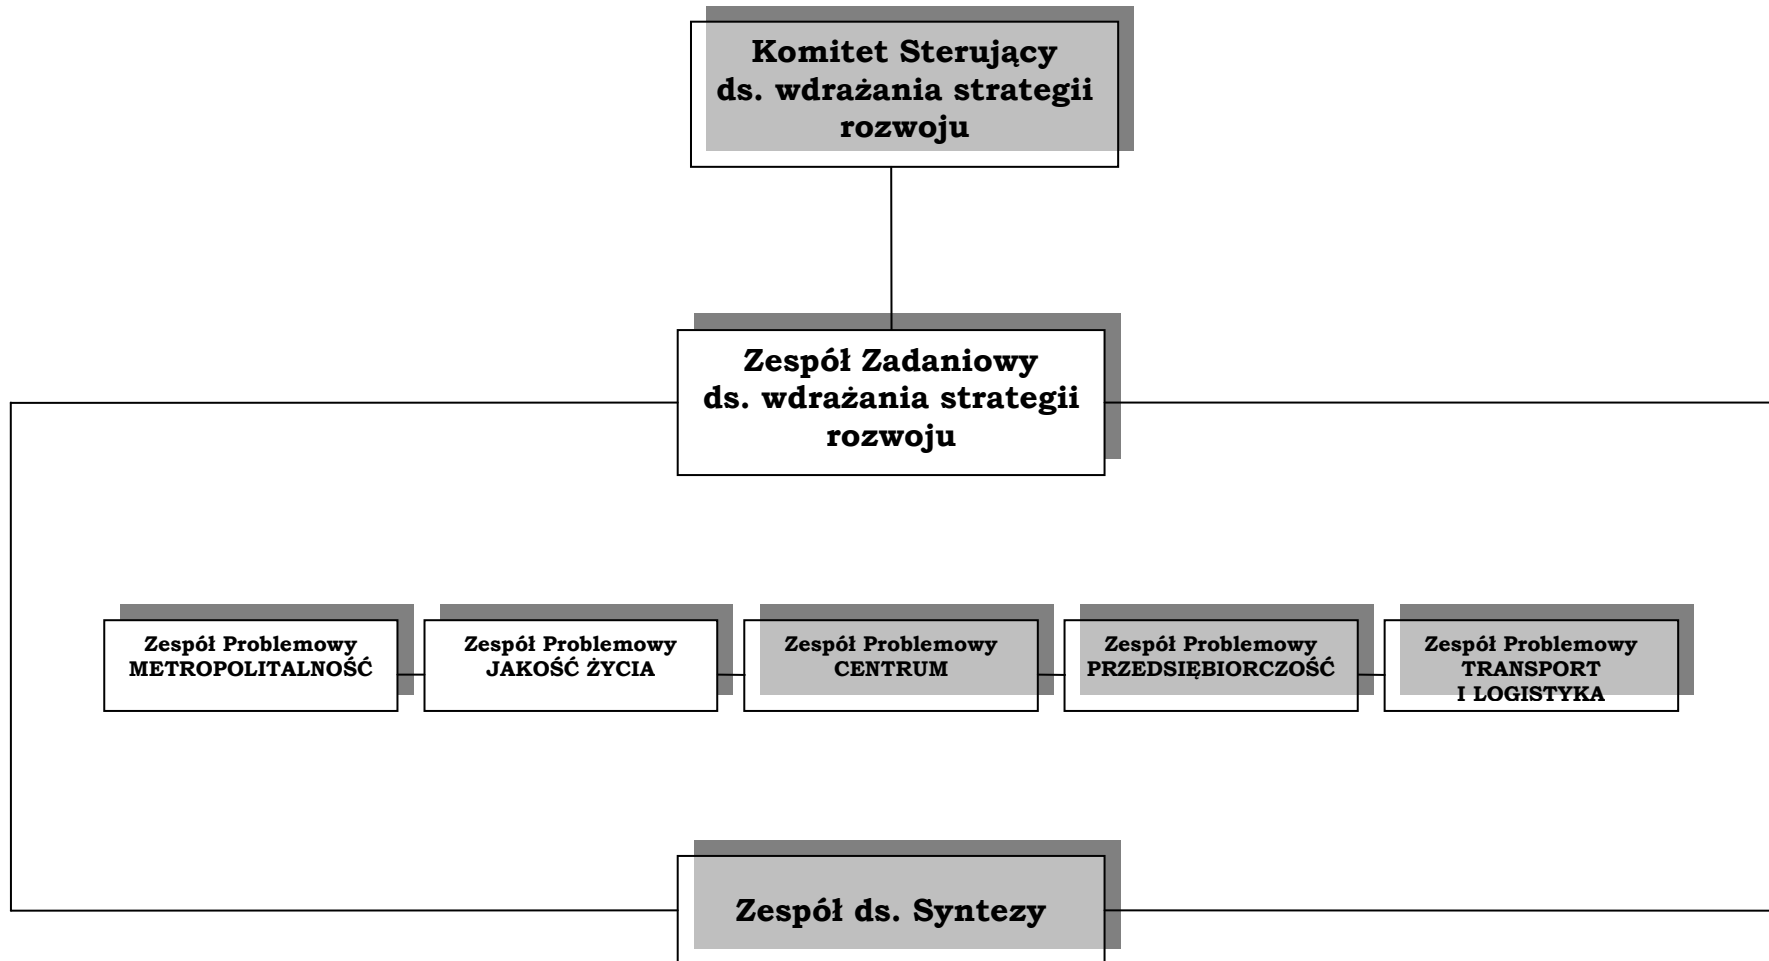 Komitet Sterujący
ds. wdrażania strategii
rozwoju
Zespół Zadaniowy
ds. wdrażania strategii
rozwoju
Zespół Problemowy
METROPOLITALNOŚĆ
Zespół Problemowy
JAKOŚĆ ŻYCIA
Zespół Problemowy
CENTRUM
Zespół Problemowy
PRZEDSIĘBIORCZOŚĆ
Zespół Problemowy
TRANSPORT
I LOGISTYKA
Zespół ds. Syntezy